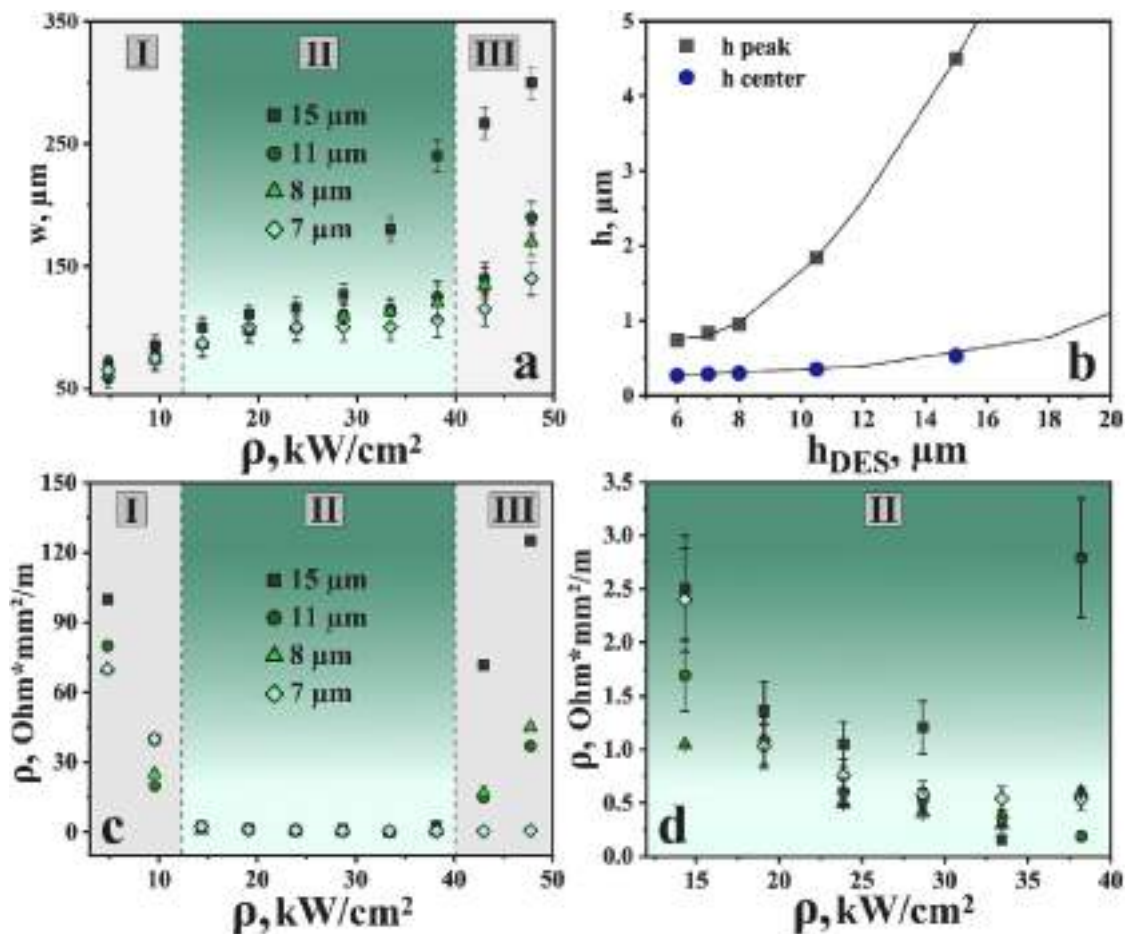 350
250
150
50
w, µm
I
II
III
15 µm
11 µm
8 µm
7 µm
a
10
20
30
40
50
ρ, kW/cm²
5
4
3
2
1
0
h, µm
h peak
h center
b
6
8
10
12
14
16
18
20
h_DES, µm
150
120
90
60
30
0
ρ, Ohm*mm²/m
I
II
III
15 µm
11 µm
8 µm
7 µm
c
10
20
30
40
50
ρ, kW/cm²
3.5
3.0
2.5
2.0
1.5
1.0
0.5
0.0
ρ, Ohm*mm²/m
II
d
15
20
25
30
35
40
ρ, kW/cm²